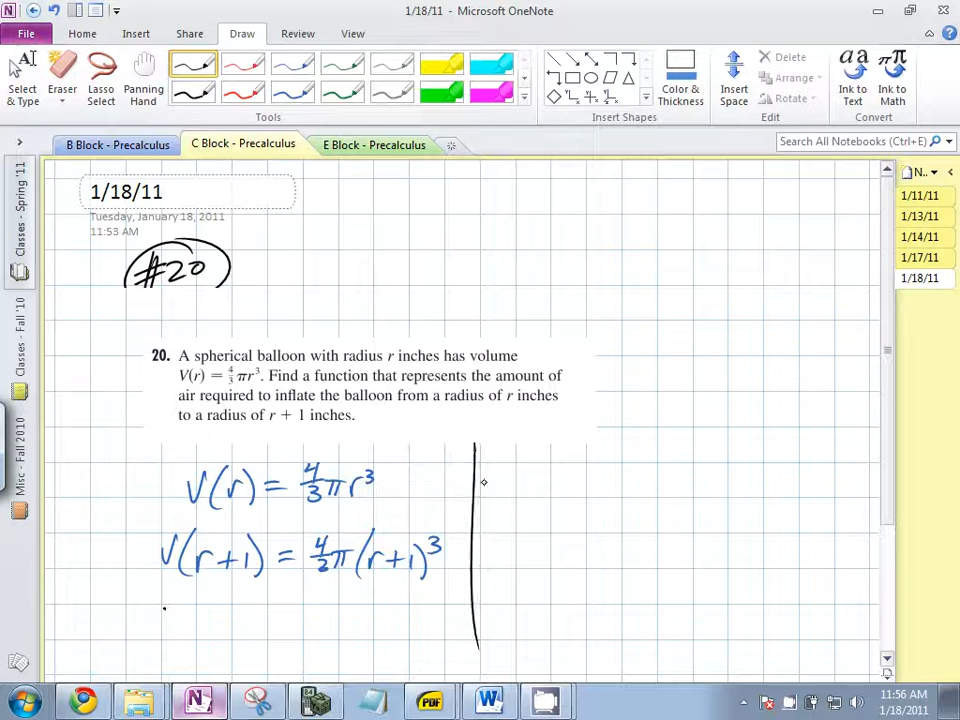 1/18/11 - Microsoft OneNote
File Home Insert Share Draw Review View
Select & Type
Eraser
Lasso Select
Panning Hand
Color & Thickness
Insert Space
Delete
Arrange
Rotate
Ink to Text
Ink to Math
Tools Insert Shapes Edit Convert
B Block - Precalculus C Block - Precalculus E Block - Precalculus Search All Notebooks (Ctrl+E)
N..
1/11/11
1/13/11
1/14/11
1/17/11
1/18/11
Classes - Spring '11
Classes - Fall '10
Misc - Fall 2010
1/18/11
Tuesday, January 18, 2011
11:53 AM
#20
20. A spherical balloon with radius r inches has volume
V(r) = 4/3 πr³. Find a function that represents the amount of
air required to inflate the balloon from a radius of r inches
to a radius of r + 1 inches.
V(r) = 4/3 πr³
V(r+1) = 4/3 π(r+1)³
PDF
11:56 AM
1/18/2011